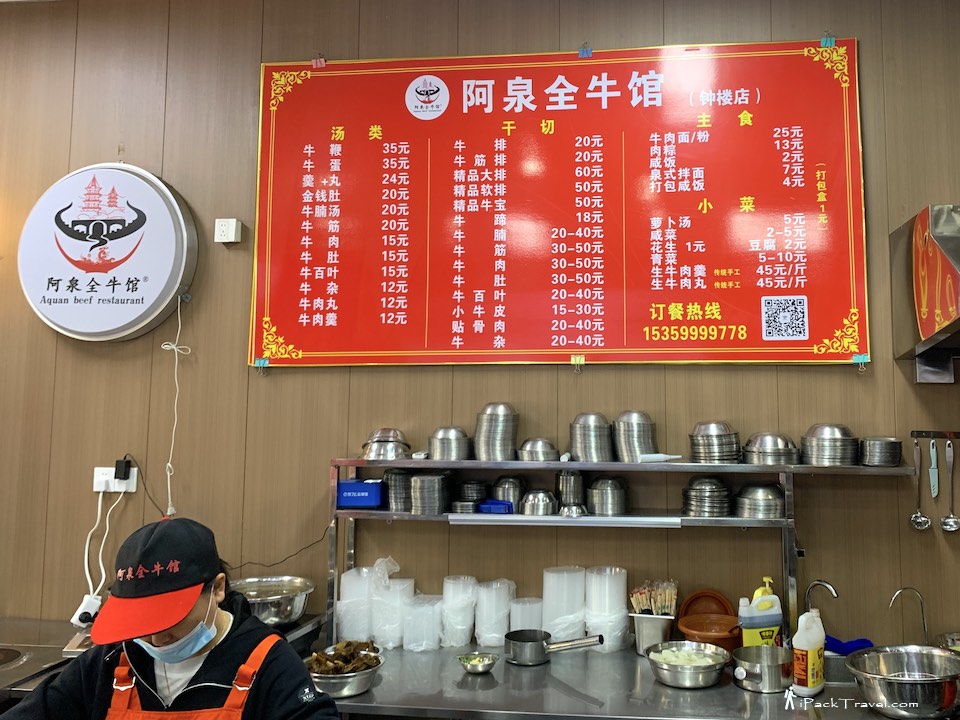 阿泉全牛馆 （钟楼店）
汤 类
牛 鞭 35元
牛 蛋 35元
羹+丸 24元
金钱肚 20元
牛腩汤 20元
牛 筋 20元
牛 肉 15元
牛 肚 15元
牛百叶 15元
牛 杂 12元
牛肉丸 12元
牛肉羹 12元
干 切
牛 排 20元
牛 筋 排 20元
精品大排 60元
精品软排 50元
精品牛宝 50元
牛 蹄 18元
牛 腩 20-40元
牛 筋 30-50元
牛 肉 30-50元
牛 肚 30-50元
牛 百 叶 20-40元
小 牛 皮 15-30元
贴 骨 肉 20-40元
牛 杂 20-40元
主 食
牛肉面/粉 25元
肉粽 13元
咸饭 2元
泉式拌面 7元
打包咸饭 4元
（打包盒1元）
小 菜
萝卜汤 5元
咸菜 2-5元
花生 1元 豆腐 2元
青菜 5-10元
生牛肉羹 传统手工 45元/斤
生牛肉丸 传统手工 45元/斤
订餐热线
15359999778
阿泉全牛馆®
Aquan beef restaurant
阿泉全牛馆
iPackTravel.com